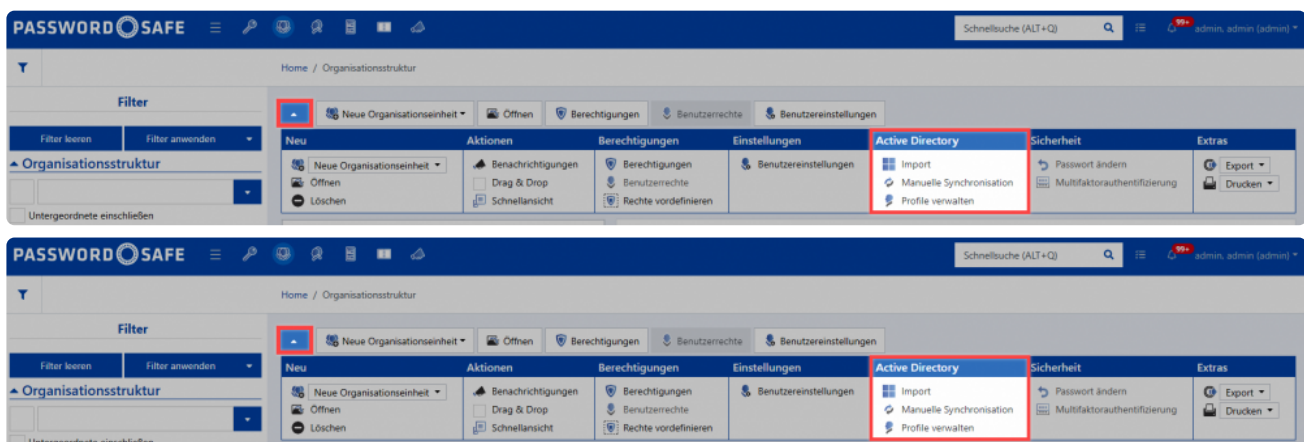 PASSWORD SAFE Schnellsuche (ALT+Q) 99+ admin, admin (admin)
Home / Organisationsstruktur
Filter
Neue Organisationseinheit Öffnen Berechtigungen Benutzerrechte Benutzereinstellungen
Filter leeren Filter anwenden
Neu Aktionen Berechtigungen Einstellungen Active Directory Sicherheit Extras
Organisationsstruktur
Neue Organisationseinheit Benachrichtigungen Berechtigungen Benutzereinstellungen Import Passwort ändern Export
Öffnen Drag & Drop Benutzerrechte Manuelle Synchronisation Multifaktorauthentifizierung Drucken
Löschen Schnellansicht Rechte vordefinieren Profile verwalten
Untergeordnete einschließen
PASSWORD SAFE Schnellsuche (ALT+Q) 99+ admin, admin (admin)
Home / Organisationsstruktur
Filter
Neue Organisationseinheit Öffnen Berechtigungen Benutzerrechte Benutzereinstellungen
Filter leeren Filter anwenden
Neu Aktionen Berechtigungen Einstellungen Active Directory Sicherheit Extras
Organisationsstruktur
Neue Organisationseinheit Benachrichtigungen Berechtigungen Benutzereinstellungen Import Passwort ändern Export
Öffnen Drag & Drop Benutzerrechte Manuelle Synchronisation Multifaktorauthentifizierung Drucken
Löschen Schnellansicht Rechte vordefinieren Profile verwalten